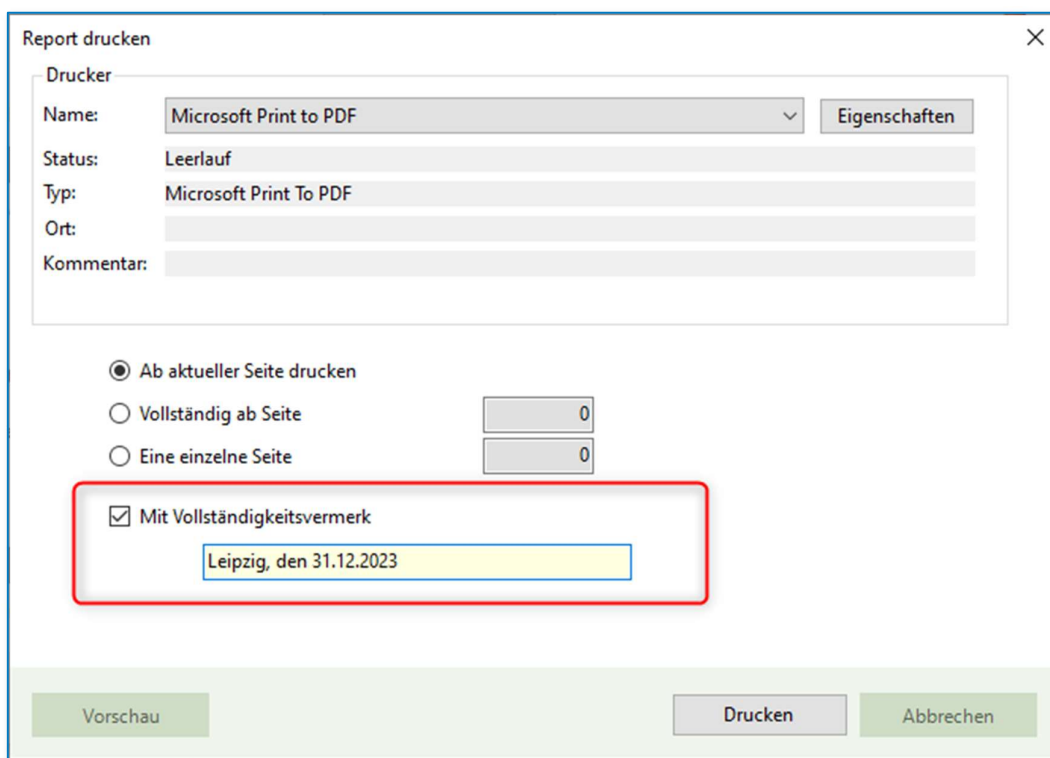 Report drucken
Drucker
Name: Microsoft Print to PDF Eigenschaften
Status: Leerlauf
Typ: Microsoft Print To PDF
Ort:
Kommentar:
Ab aktueller Seite drucken
Vollständig ab Seite 0
Eine einzelne Seite 0
Mit Vollständigkeitsvermerk
Leipzig, den 31.12.2023
Vorschau Drucken Abbrechen